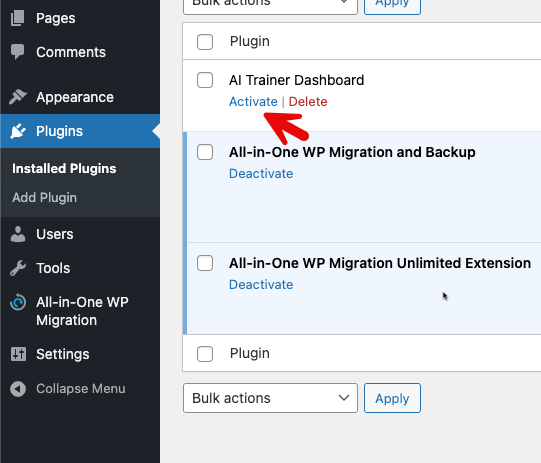 Pages
Comments
Appearance
Plugins
Installed Plugins
Add Plugin
Users
Tools
All-in-One WP
Migration
Settings
Collapse Menu
Bulk actions
Apply
Plugin
AI Trainer Dashboard
Activate | Delete
All-in-One WP Migration and Backup
Deactivate
All-in-One WP Migration Unlimited Extension
Deactivate
Plugin
Bulk actions
Apply